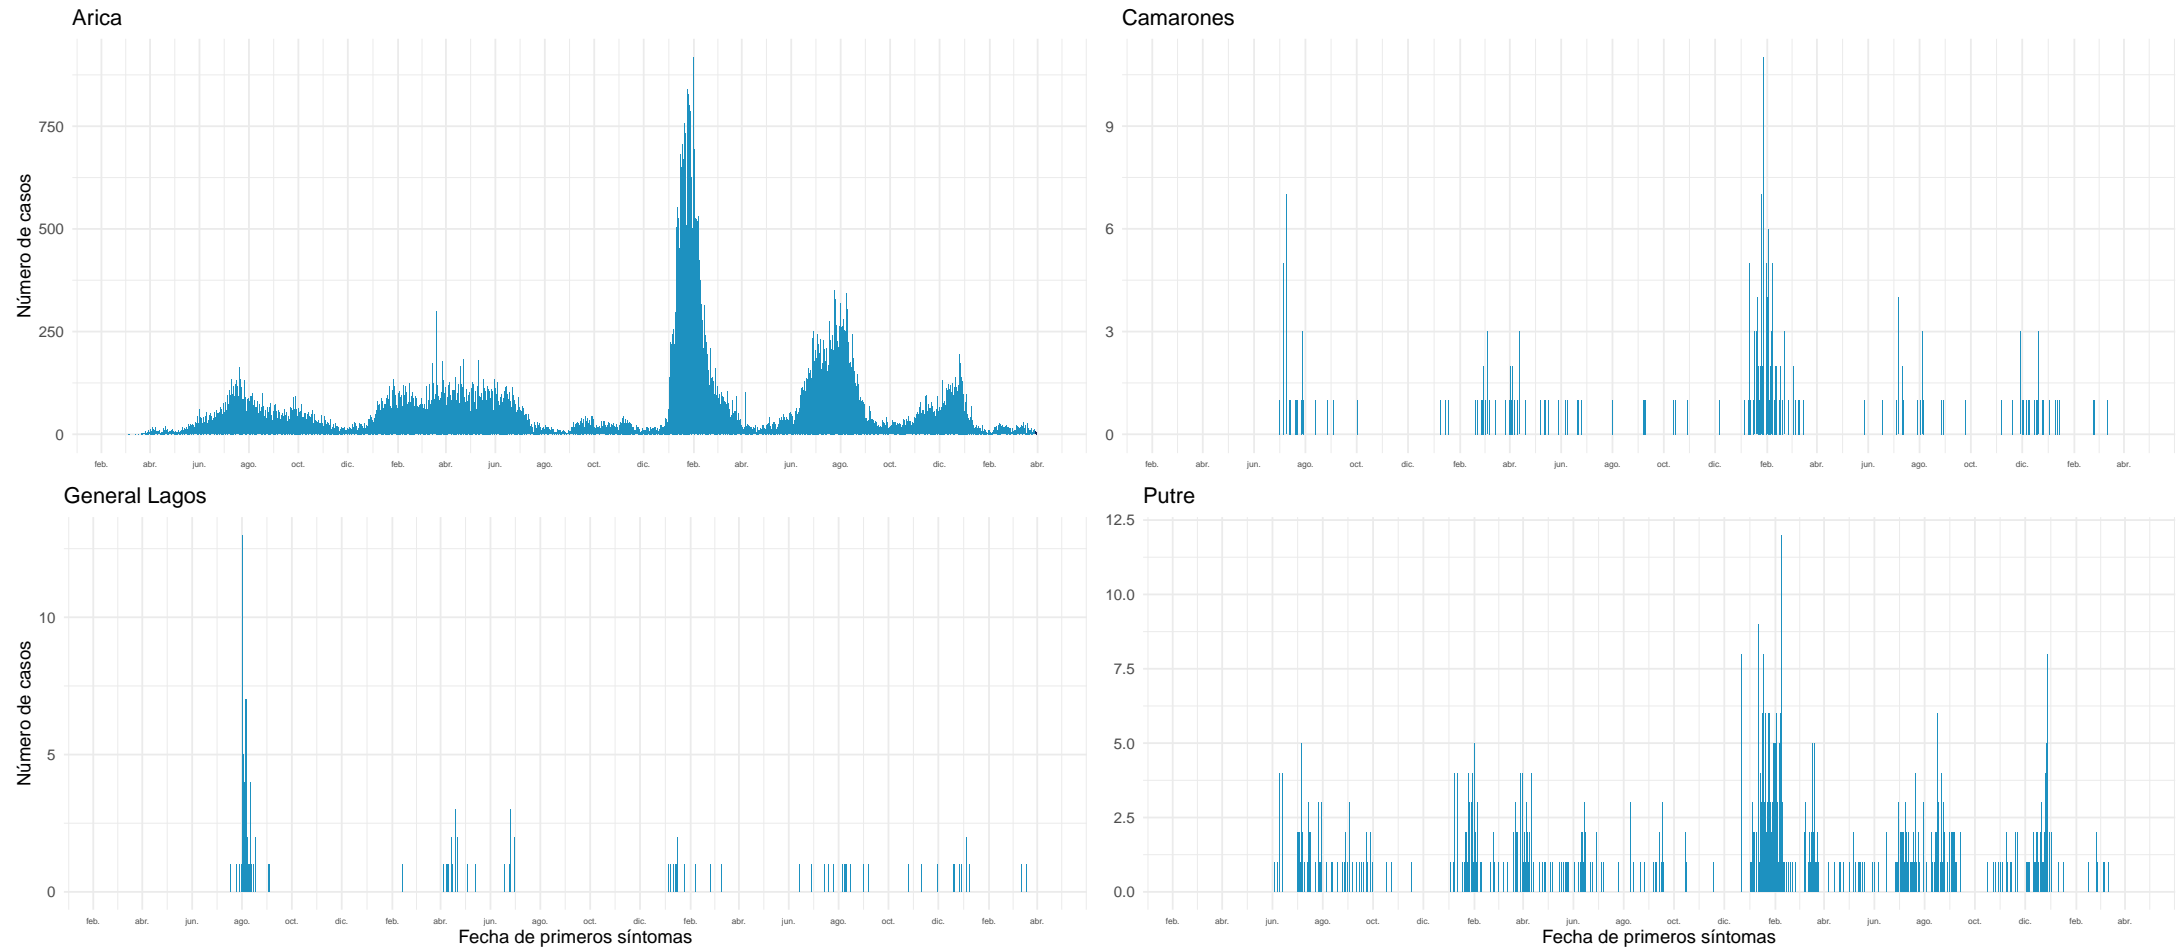 Arica
Número de casos
750
500
250
0
feb. abr. jun. ago. oct. dic. feb. abr. jun. ago. oct. dic. feb. abr. jun. ago. oct. dic. feb. abr.
Camarones
9
6
3
0
feb. abr. jun. ago. oct. dic. feb. abr. jun. ago. oct. dic. feb. abr. jun. ago. oct. dic. feb. abr.
General Lagos
Número de casos
10
5
0
feb. abr. jun. ago. oct. dic. feb. abr. jun. ago. oct. dic. feb. abr. jun. ago. oct. dic. feb. abr.
Fecha de primeros síntomas
Putre
12.5
10.0
7.5
5.0
2.5
0.0
feb. abr. jun. ago. oct. dic. feb. abr. jun. ago. oct. dic. feb. abr. jun. ago. oct. dic. feb. abr.
Fecha de primeros síntomas